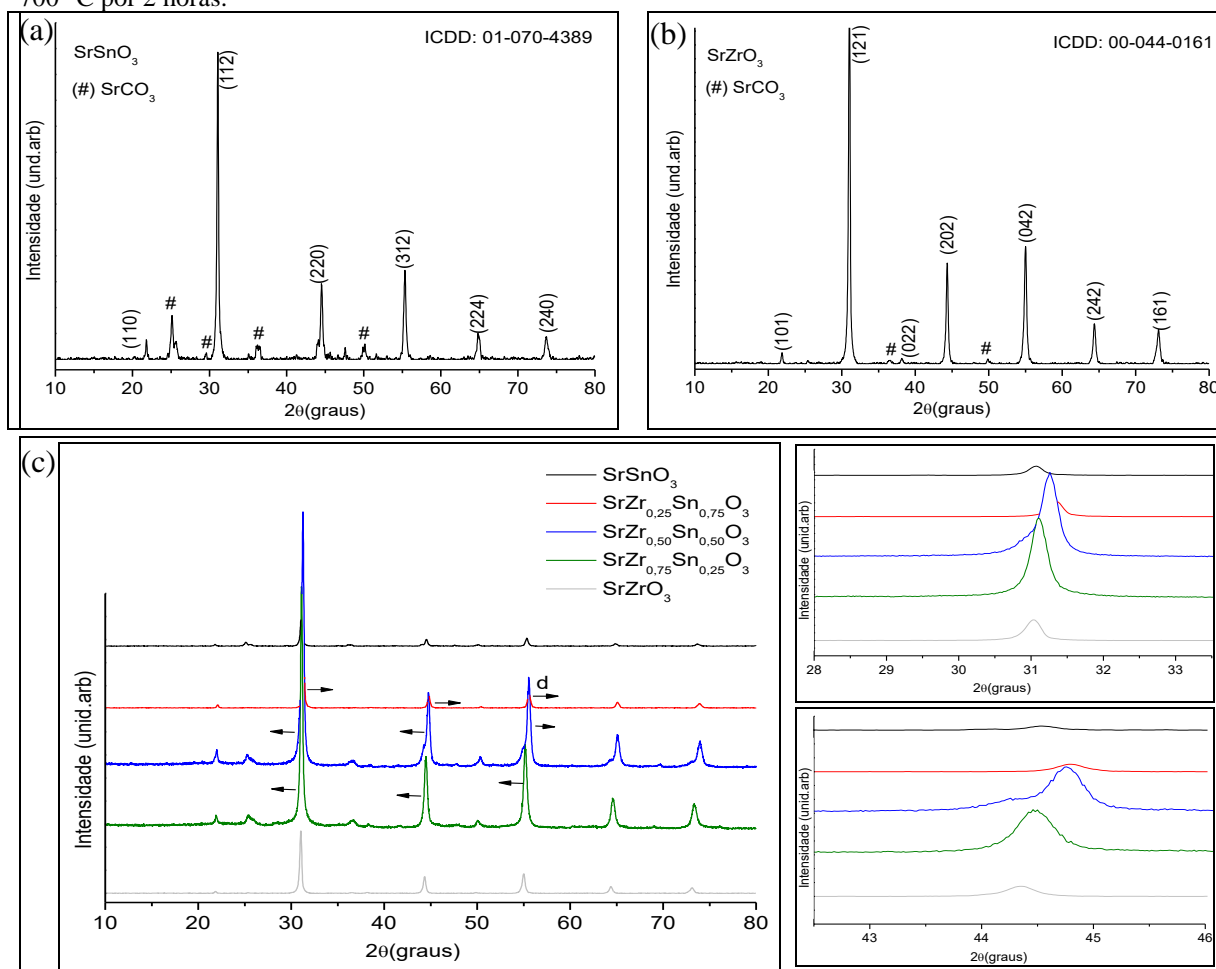 700 °C por 2 horas.
(a)
SrSnO3
(#) SrCO3
ICDD: 01-070-4389
Intensidade (und.arb)
(110)
#
#
(112)
#
(220)
#
(312)
(224)
(240)
10 20 30 40 50 60 70 80
2θ(graus)
(b)
SrZrO3
(#) SrCO3
ICDD: 00-044-0161
Intensidade (und.arb)
(101)
(121)
#
(022)
(202)
#
(042)
(242)
(161)
10 20 30 40 50 60 70 80
2θ(graus)
(c)
SrSnO3
SrZr0,25Sn0,75O3
SrZr0,50Sn0,50O3
SrZr0,75Sn0,25O3
SrZrO3
d
Intensidade (unid.arb)
10 20 30 40 50 60 70 80
2θ(graus)
Intensidade (unid.arb)
28 29 30 31 32 33
2θ(graus)
Intensidade (unid.arb)
43 44 45 46
2θ(graus)